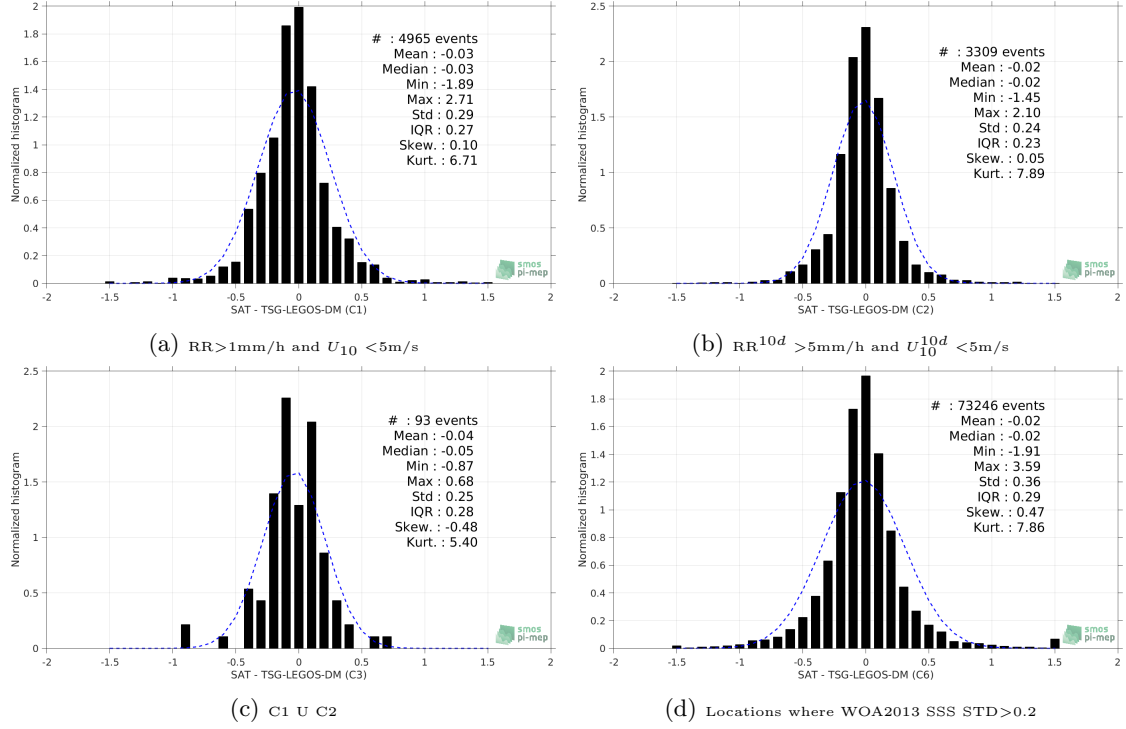 2
1.8
1.6
1.4
1.2
1
0.8
0.6
0.4
0.2
0
Normalized histogram
# : 4965 events
Mean : -0.03
Median : -0.03
Min : -1.89
Max : 2.71
Std : 0.29
IQR : 0.27
Skew. : 0.10
Kurt. : 6.71
smos
pi-mep
-2 -1 -0.5 0 0.5 1 1.5 2
SAT - TSG-LEGOS-DM (C1)
(a) RR>1mm/h and U10 <5m/s
2.5
2
1.5
1
0.5
0
Normalized histogram
# : 3309 events
Mean : -0.02
Median : -0.02
Min : -1.45
Max : 2.10
Std : 0.24
IQR : 0.23
Skew. : 0.05
Kurt. : 7.89
smos
pi-mep
-2 -1.5 -1 -0.5 0 0.5 1 1.5 2
SAT - TSG-LEGOS-DM (C2)
(b) RR^10d >5mm/h and U10^10d <5m/s
2.5
2
1.5
1
0.5
0
Normalized histogram
# : 93 events
Mean : -0.04
Median : -0.05
Min : -0.87
Max : 0.68
Std : 0.25
IQR : 0.28
Skew. : -0.48
Kurt. : 5.40
smos
pi-mep
-2 -1.5 -1 -0.5 0 0.5 1 1.5 2
SAT - TSG-LEGOS-DM (C3)
(c) C1 U C2
2
1.8
1.6
1.4
1.2
1
0.8
0.6
0.4
0.2
0
Normalized histogram
# : 73246 events
Mean : -0.02
Median : -0.02
Min : -1.91
Max : 3.59
Std : 0.36
IQR : 0.29
Skew. : 0.47
Kurt. : 7.86
smos
pi-mep
-2 -1.5 -1 -0.5 0 0.5 1 1.5 2
SAT - TSG-LEGOS-DM (C6)
(d) Locations where WOA2013 SSS STD>0.2